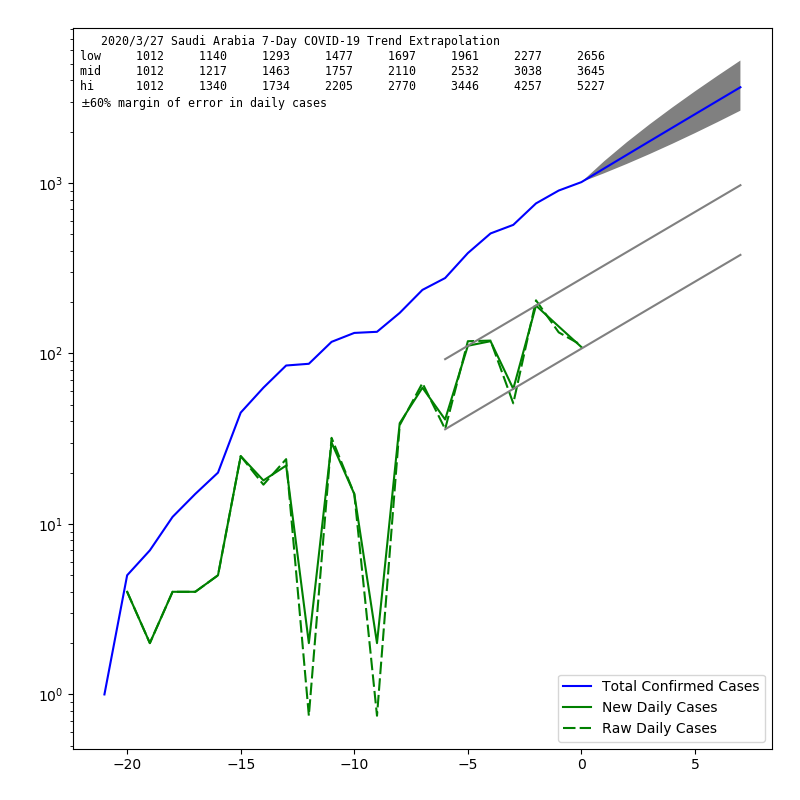 2020/3/27 Saudi Arabia 7-Day COVID-19 Trend Extrapolation
low 1012 1140 1293 1477 1697 1961 2277 2656
mid 1012 1217 1463 1757 2110 2532 3038 3645
hi 1012 1340 1734 2205 2770 3446 4257 5227
±60% margin of error in daily cases
10³
10²
10¹
10⁰
Total Confirmed Cases
New Daily Cases
Raw Daily Cases
−20 −15 −10 −5 0 5